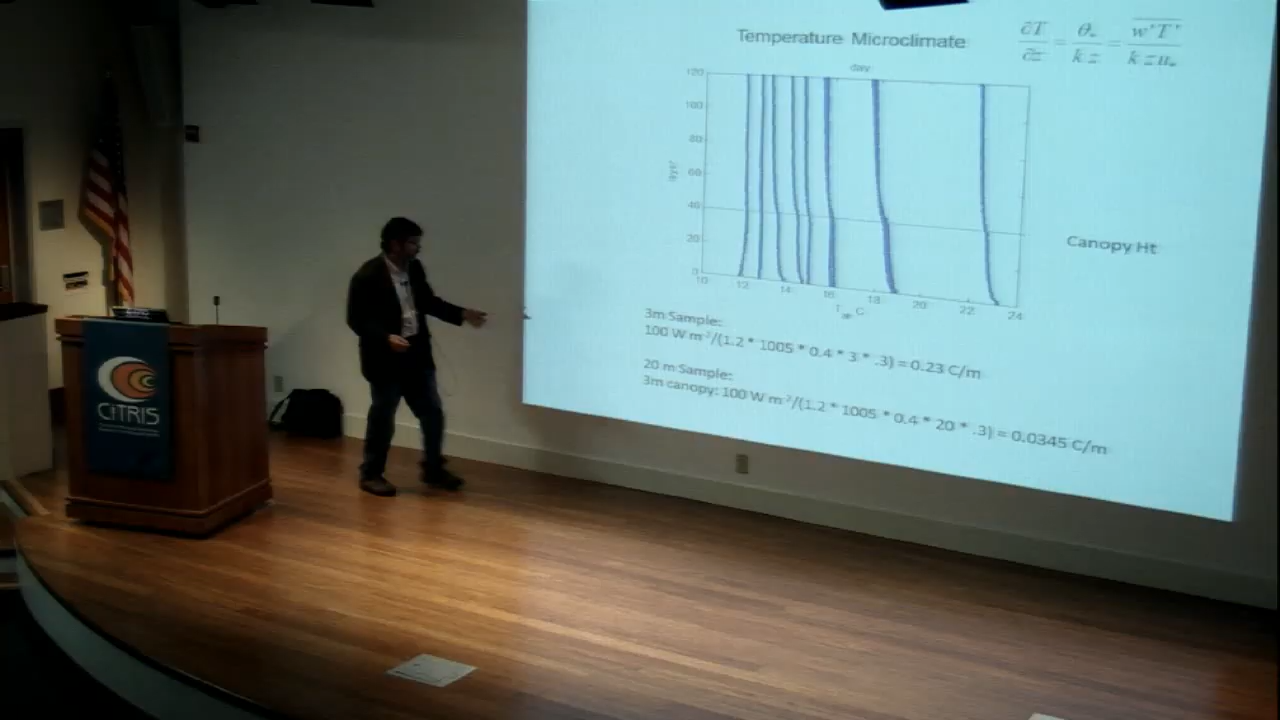 Temperature Microclimate
∂T/∂z = θ*/k z = w'T'/k z u*
day
120
100
80
60
40
20
0
10 12 14 16 18 20 22 24
T air C
Canopy Ht
3m Sample:
100 W m-2/(1.2 * 1005 * 0.4 * 3 * .3) = 0.23 C/m
20 m Sample:
3m canopy: 100 W m-2/(1.2 * 1005 * 0.4 * 20 * .3) = 0.0345 C/m
CiTRIS